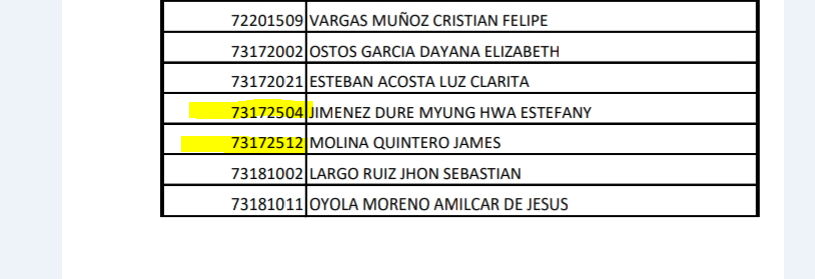 72201509 VARGAS MUÑOZ CRISTIAN FELIPE
73172002 OSTOS GARCIA DAYANA ELIZABETH
73172021 ESTEBAN ACOSTA LUZ CLARITA
73172504 JIMENEZ DURE MYUNG HWA ESTEFANY
73172512 MOLINA QUINTERO JAMES
73181002 LARGO RUIZ JHON SEBASTIAN
73181011 OYOLA MORENO AMILCAR DE JESUS